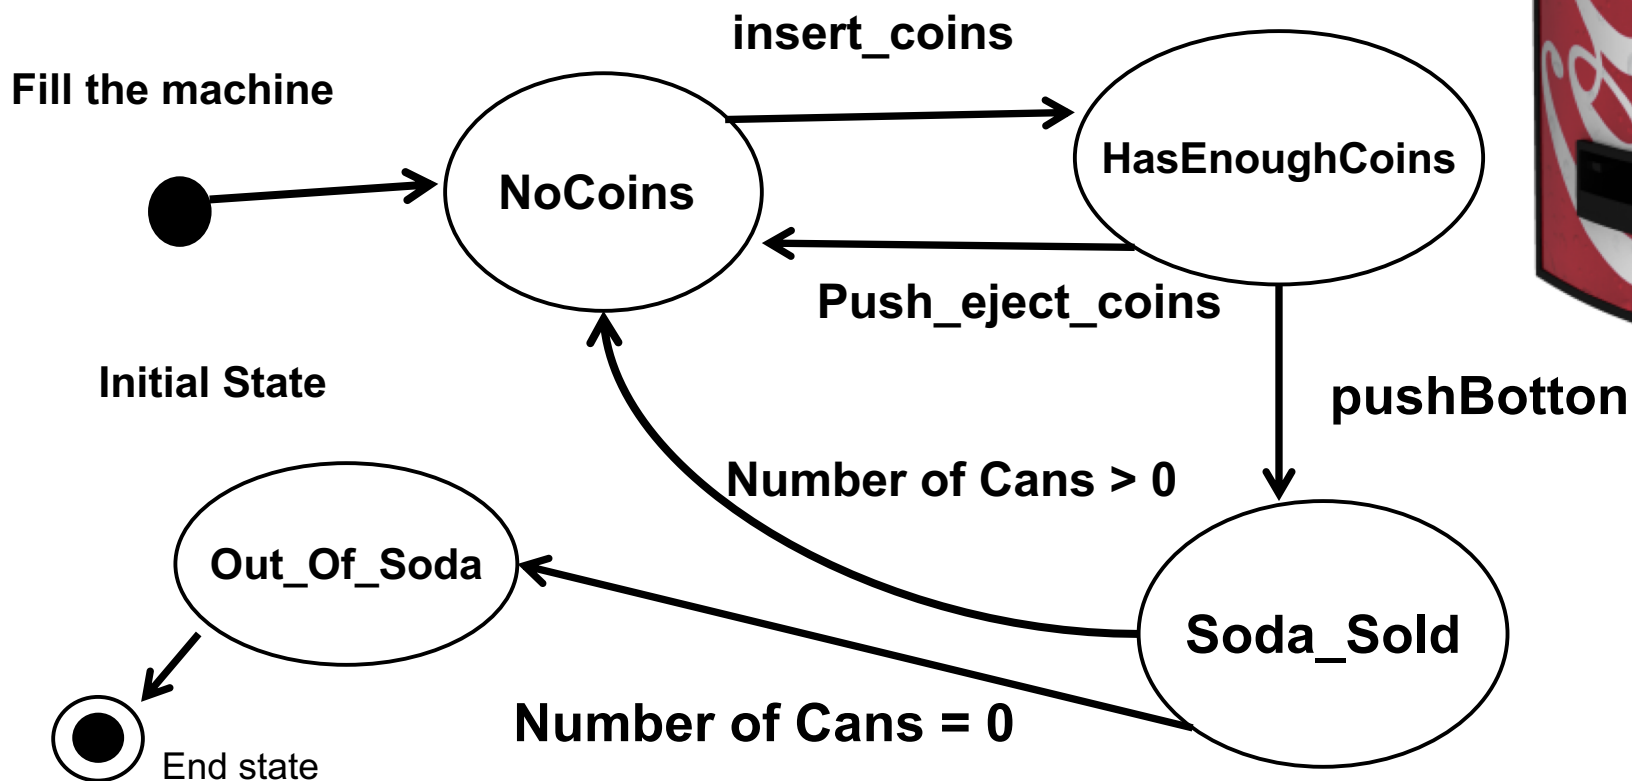 insert_coins
Fill the machine
NoCoins
HasEnoughCoins
Push_eject_coins
Initial State
pushBotton
Number of Cans > 0
Out_Of_Soda
Soda_Sold
Number of Cans = 0
End state